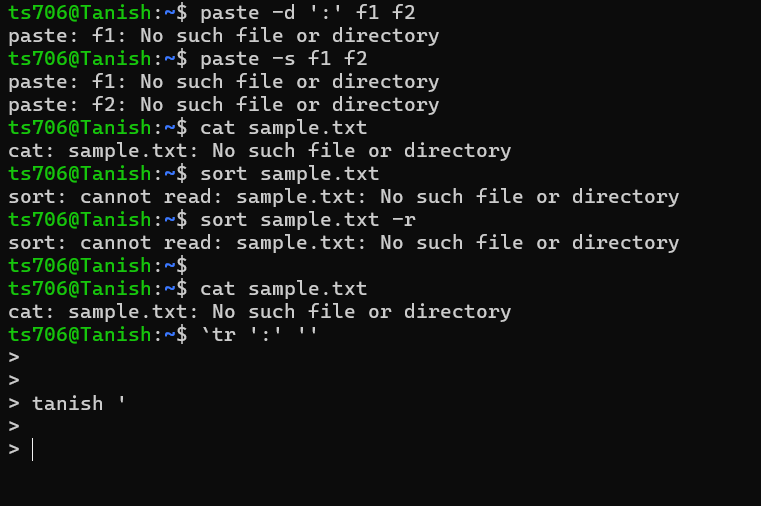 ts706@Tanish:~$ paste -d ':' f1 f2
paste: f1: No such file or directory
ts706@Tanish:~$ paste -s f1 f2
paste: f1: No such file or directory
paste: f2: No such file or directory
ts706@Tanish:~$ cat sample.txt
cat: sample.txt: No such file or directory
ts706@Tanish:~$ sort sample.txt
sort: cannot read: sample.txt: No such file or directory
ts706@Tanish:~$ sort sample.txt -r
sort: cannot read: sample.txt: No such file or directory
ts706@Tanish:~$
ts706@Tanish:~$ cat sample.txt
cat: sample.txt: No such file or directory
ts706@Tanish:~$ `tr ':' ''
>
>
> tanish '
>
>